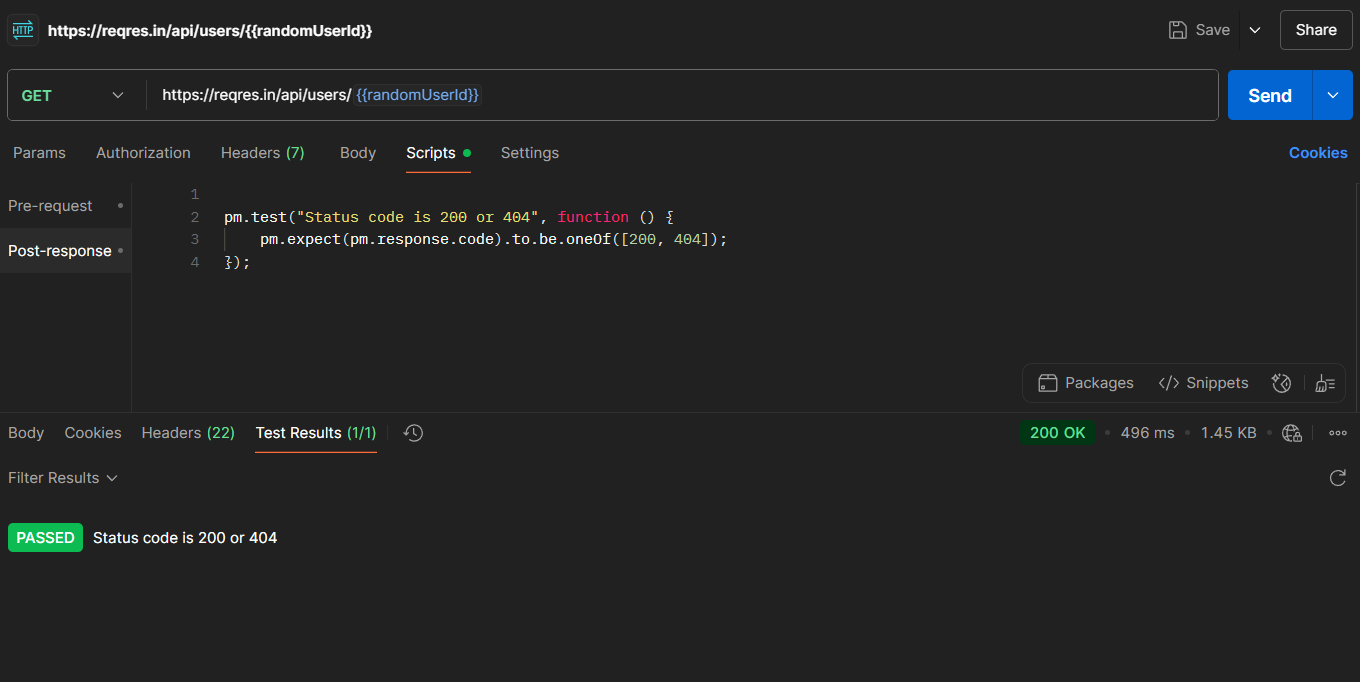 HTTP https://reqres.in/api/users/{{randomUserId}} Save Share
GET https://reqres.in/api/users/ {{randomUserId}} Send
Params Authorization Headers (7) Body Scripts Settings Cookies
Pre-request
Post-response
1
2 pm.test("Status code is 200 or 404", function () {
3 pm.expect(pm.response.code).to.be.oneOf([200, 404]);
4 });
Packages </> Snippets
Body Cookies Headers (22) Test Results (1/1) 200 OK • 496 ms • 1.45 KB •
Filter Results
PASSED Status code is 200 or 404